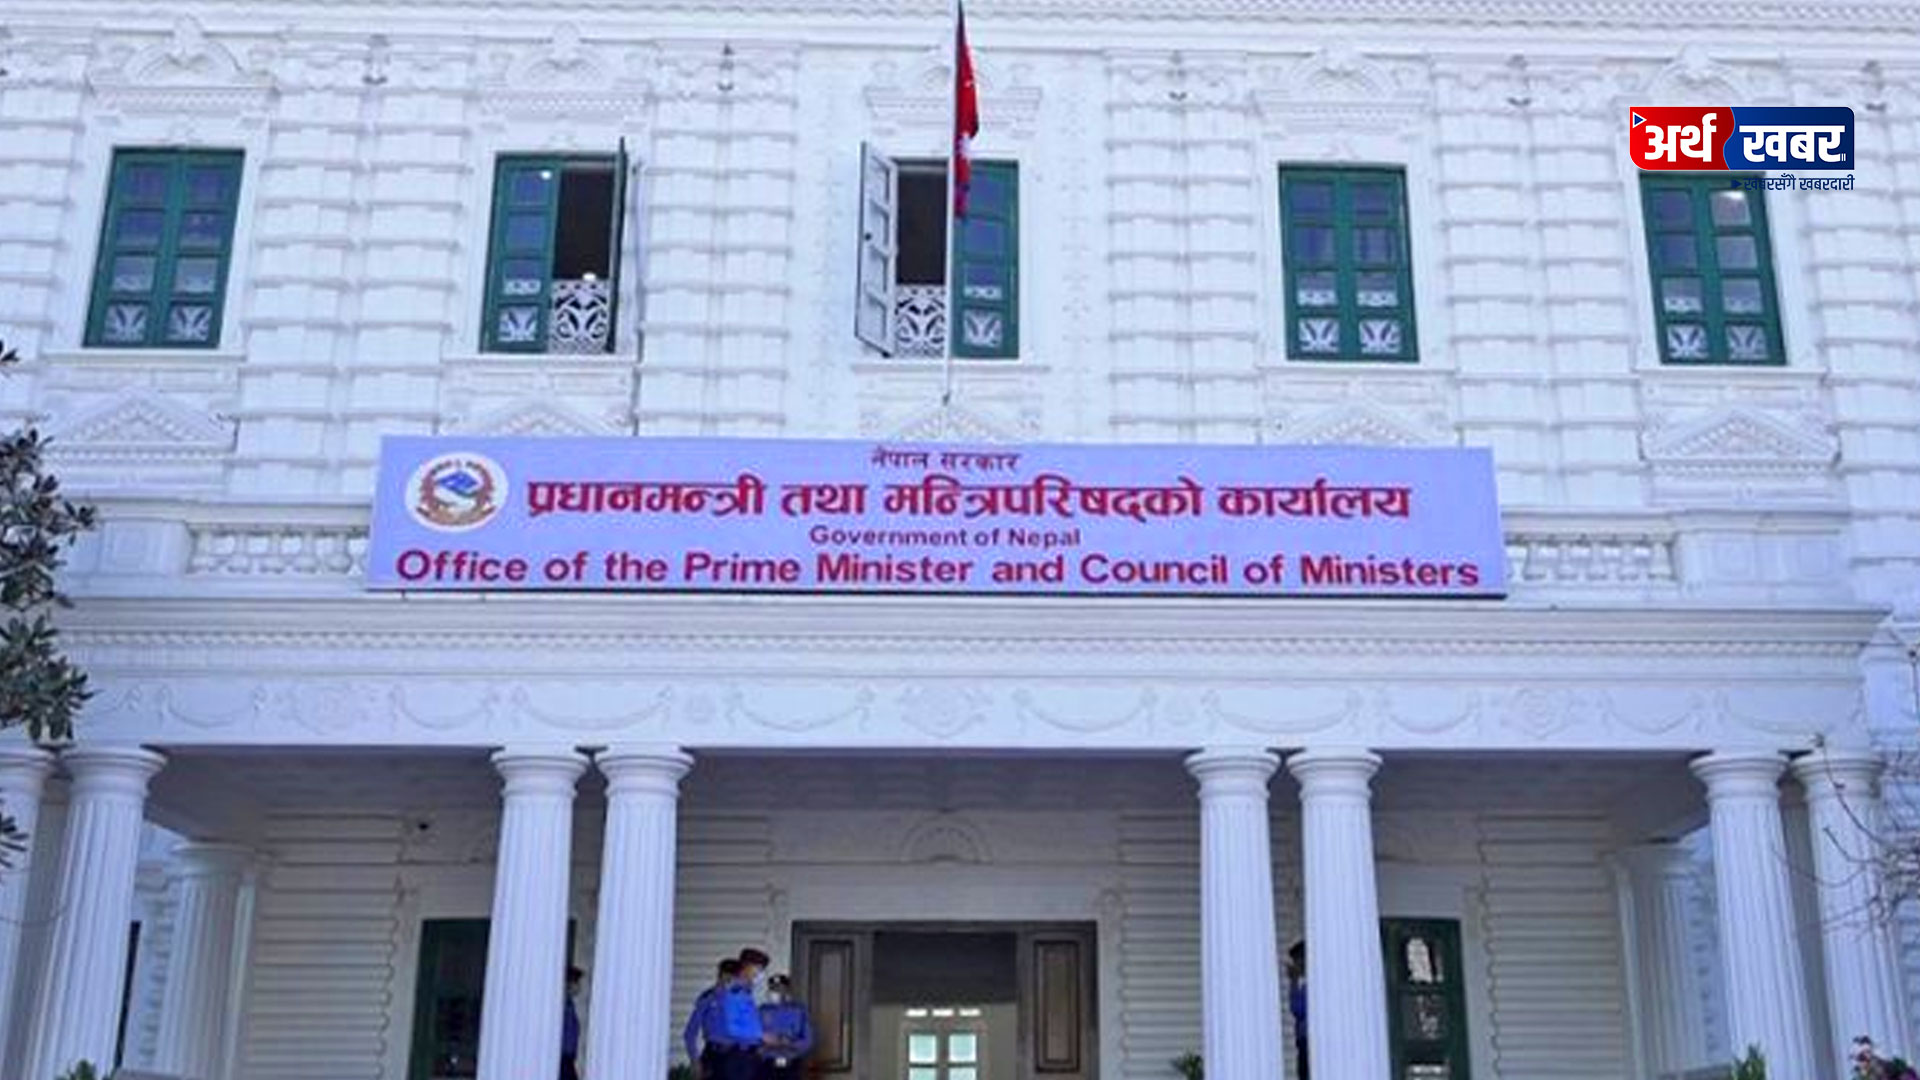 अर्थ खबर
खबरसँगै खबरदारी
नेपाल सरकार
प्रधानमन्त्री तथा मन्त्रिपरिषदको कार्यालय
Government of Nepal
Office of the Prime Minister and Council of Ministers